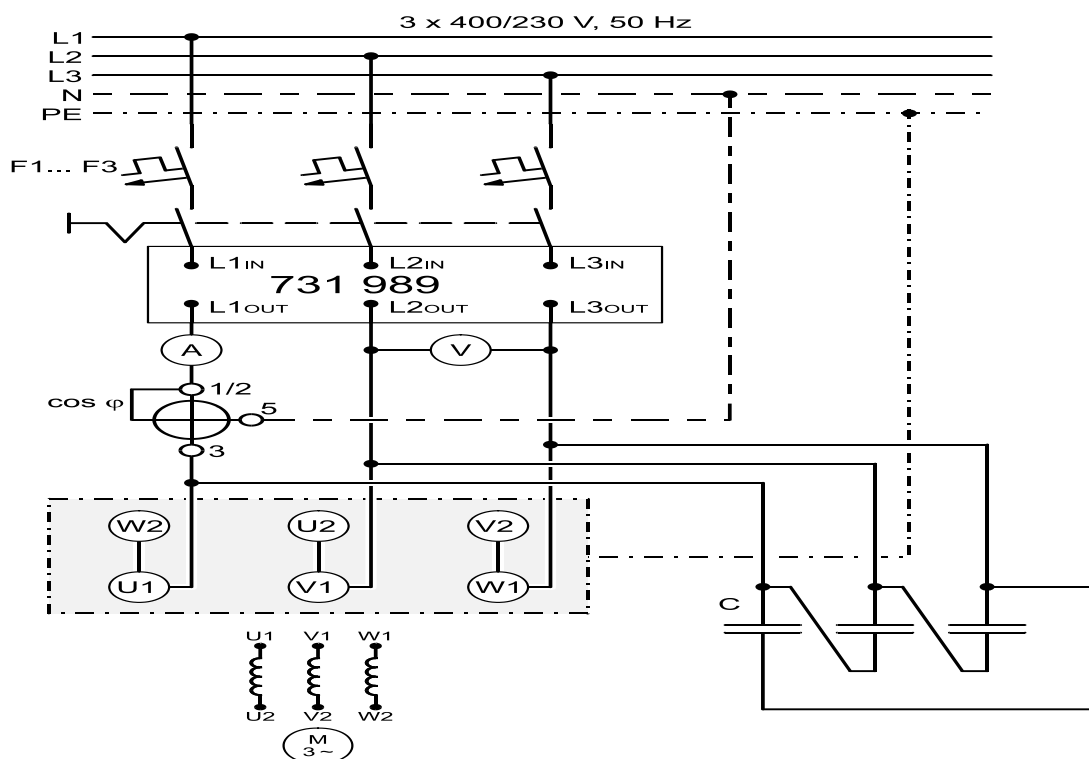 3 x 400/230 V, 50 Hz
L1
L2
L3
N
PE
F1... F3
L1IN
L2IN
L3IN
731 989
L1OUT
L2OUT
L3OUT
A
V
1/2
cos φ
5
3
W2
U2
V2
U1
V1
W1
C
U1
V1
W1
U2
V2
W2
M
3~